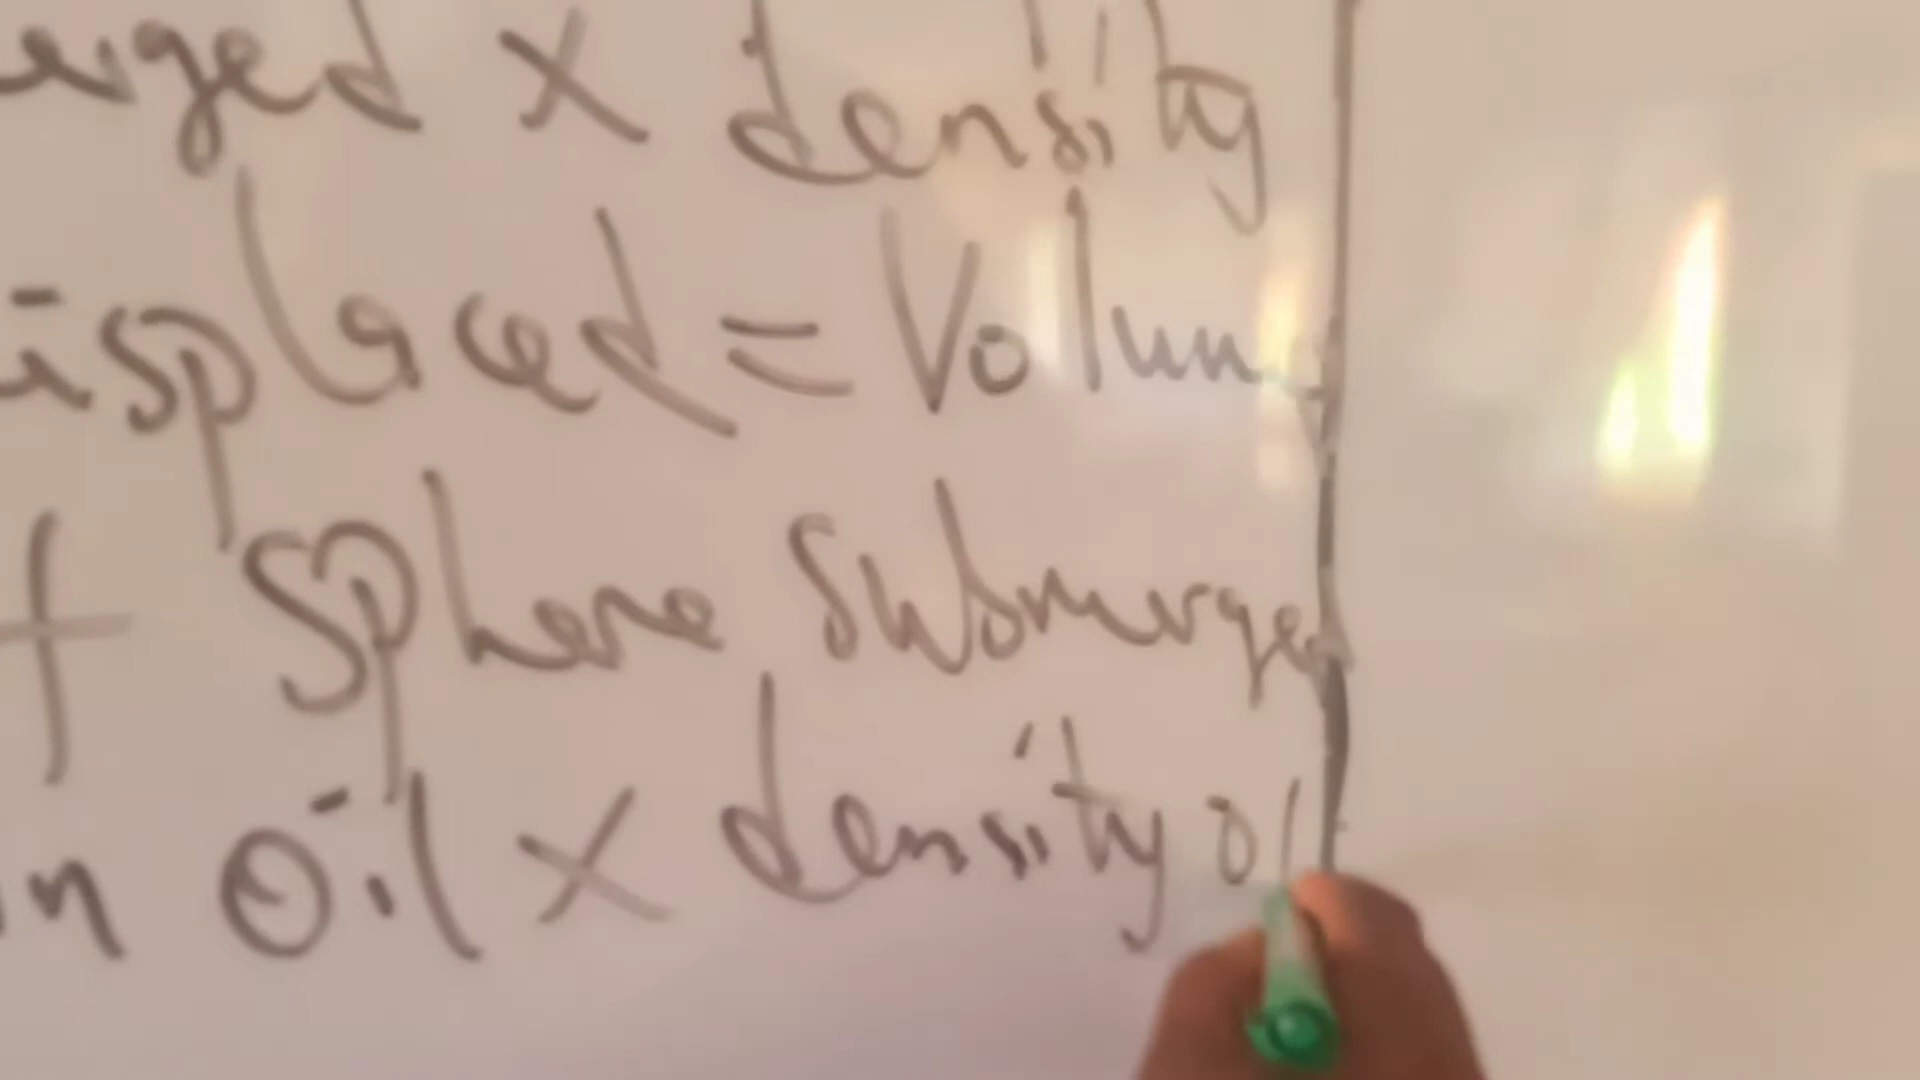 erged x density
isplaced = Volume
+ Sphere submerged
in oil x density of